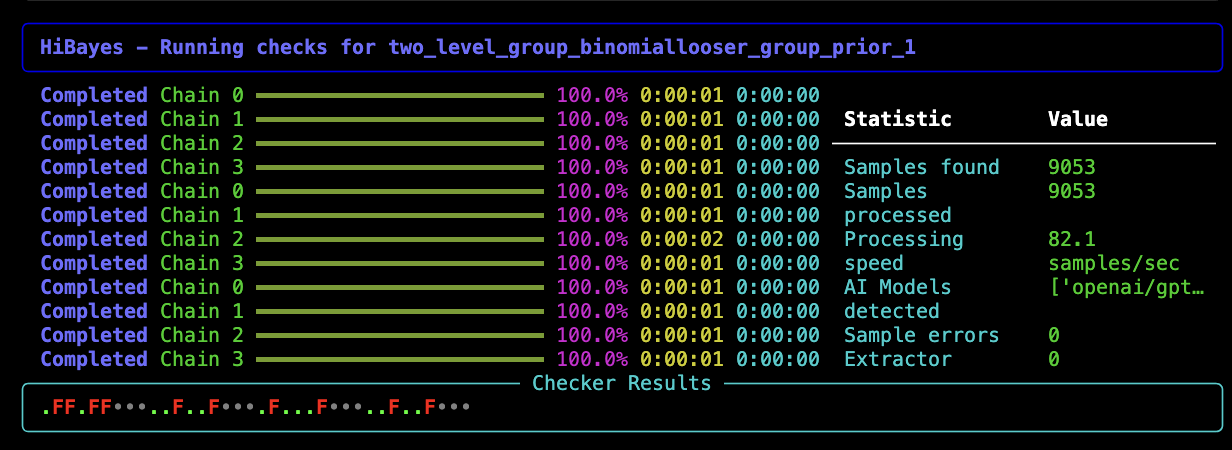 HiBayes - Running checks for two_level_group_binomiallooser_group_prior_1
Completed Chain 0 100.0% 0:00:01 0:00:00
Completed Chain 1 100.0% 0:00:01 0:00:00 Statistic Value
Completed Chain 2 100.0% 0:00:01 0:00:00
Completed Chain 3 100.0% 0:00:01 0:00:00 Samples found 9053
Completed Chain 0 100.0% 0:00:01 0:00:00 Samples 9053
Completed Chain 1 100.0% 0:00:01 0:00:00 processed
Completed Chain 2 100.0% 0:00:02 0:00:00 Processing 82.1
Completed Chain 3 100.0% 0:00:01 0:00:00 speed samples/sec
Completed Chain 0 100.0% 0:00:01 0:00:00 AI Models ['openai/gpt…
Completed Chain 1 100.0% 0:00:01 0:00:00 detected
Completed Chain 2 100.0% 0:00:01 0:00:00 Sample errors 0
Completed Chain 3 100.0% 0:00:01 0:00:00 Extractor 0
Checker Results
.FF.FF•••..F..F•••.F...F•••..F..F•••